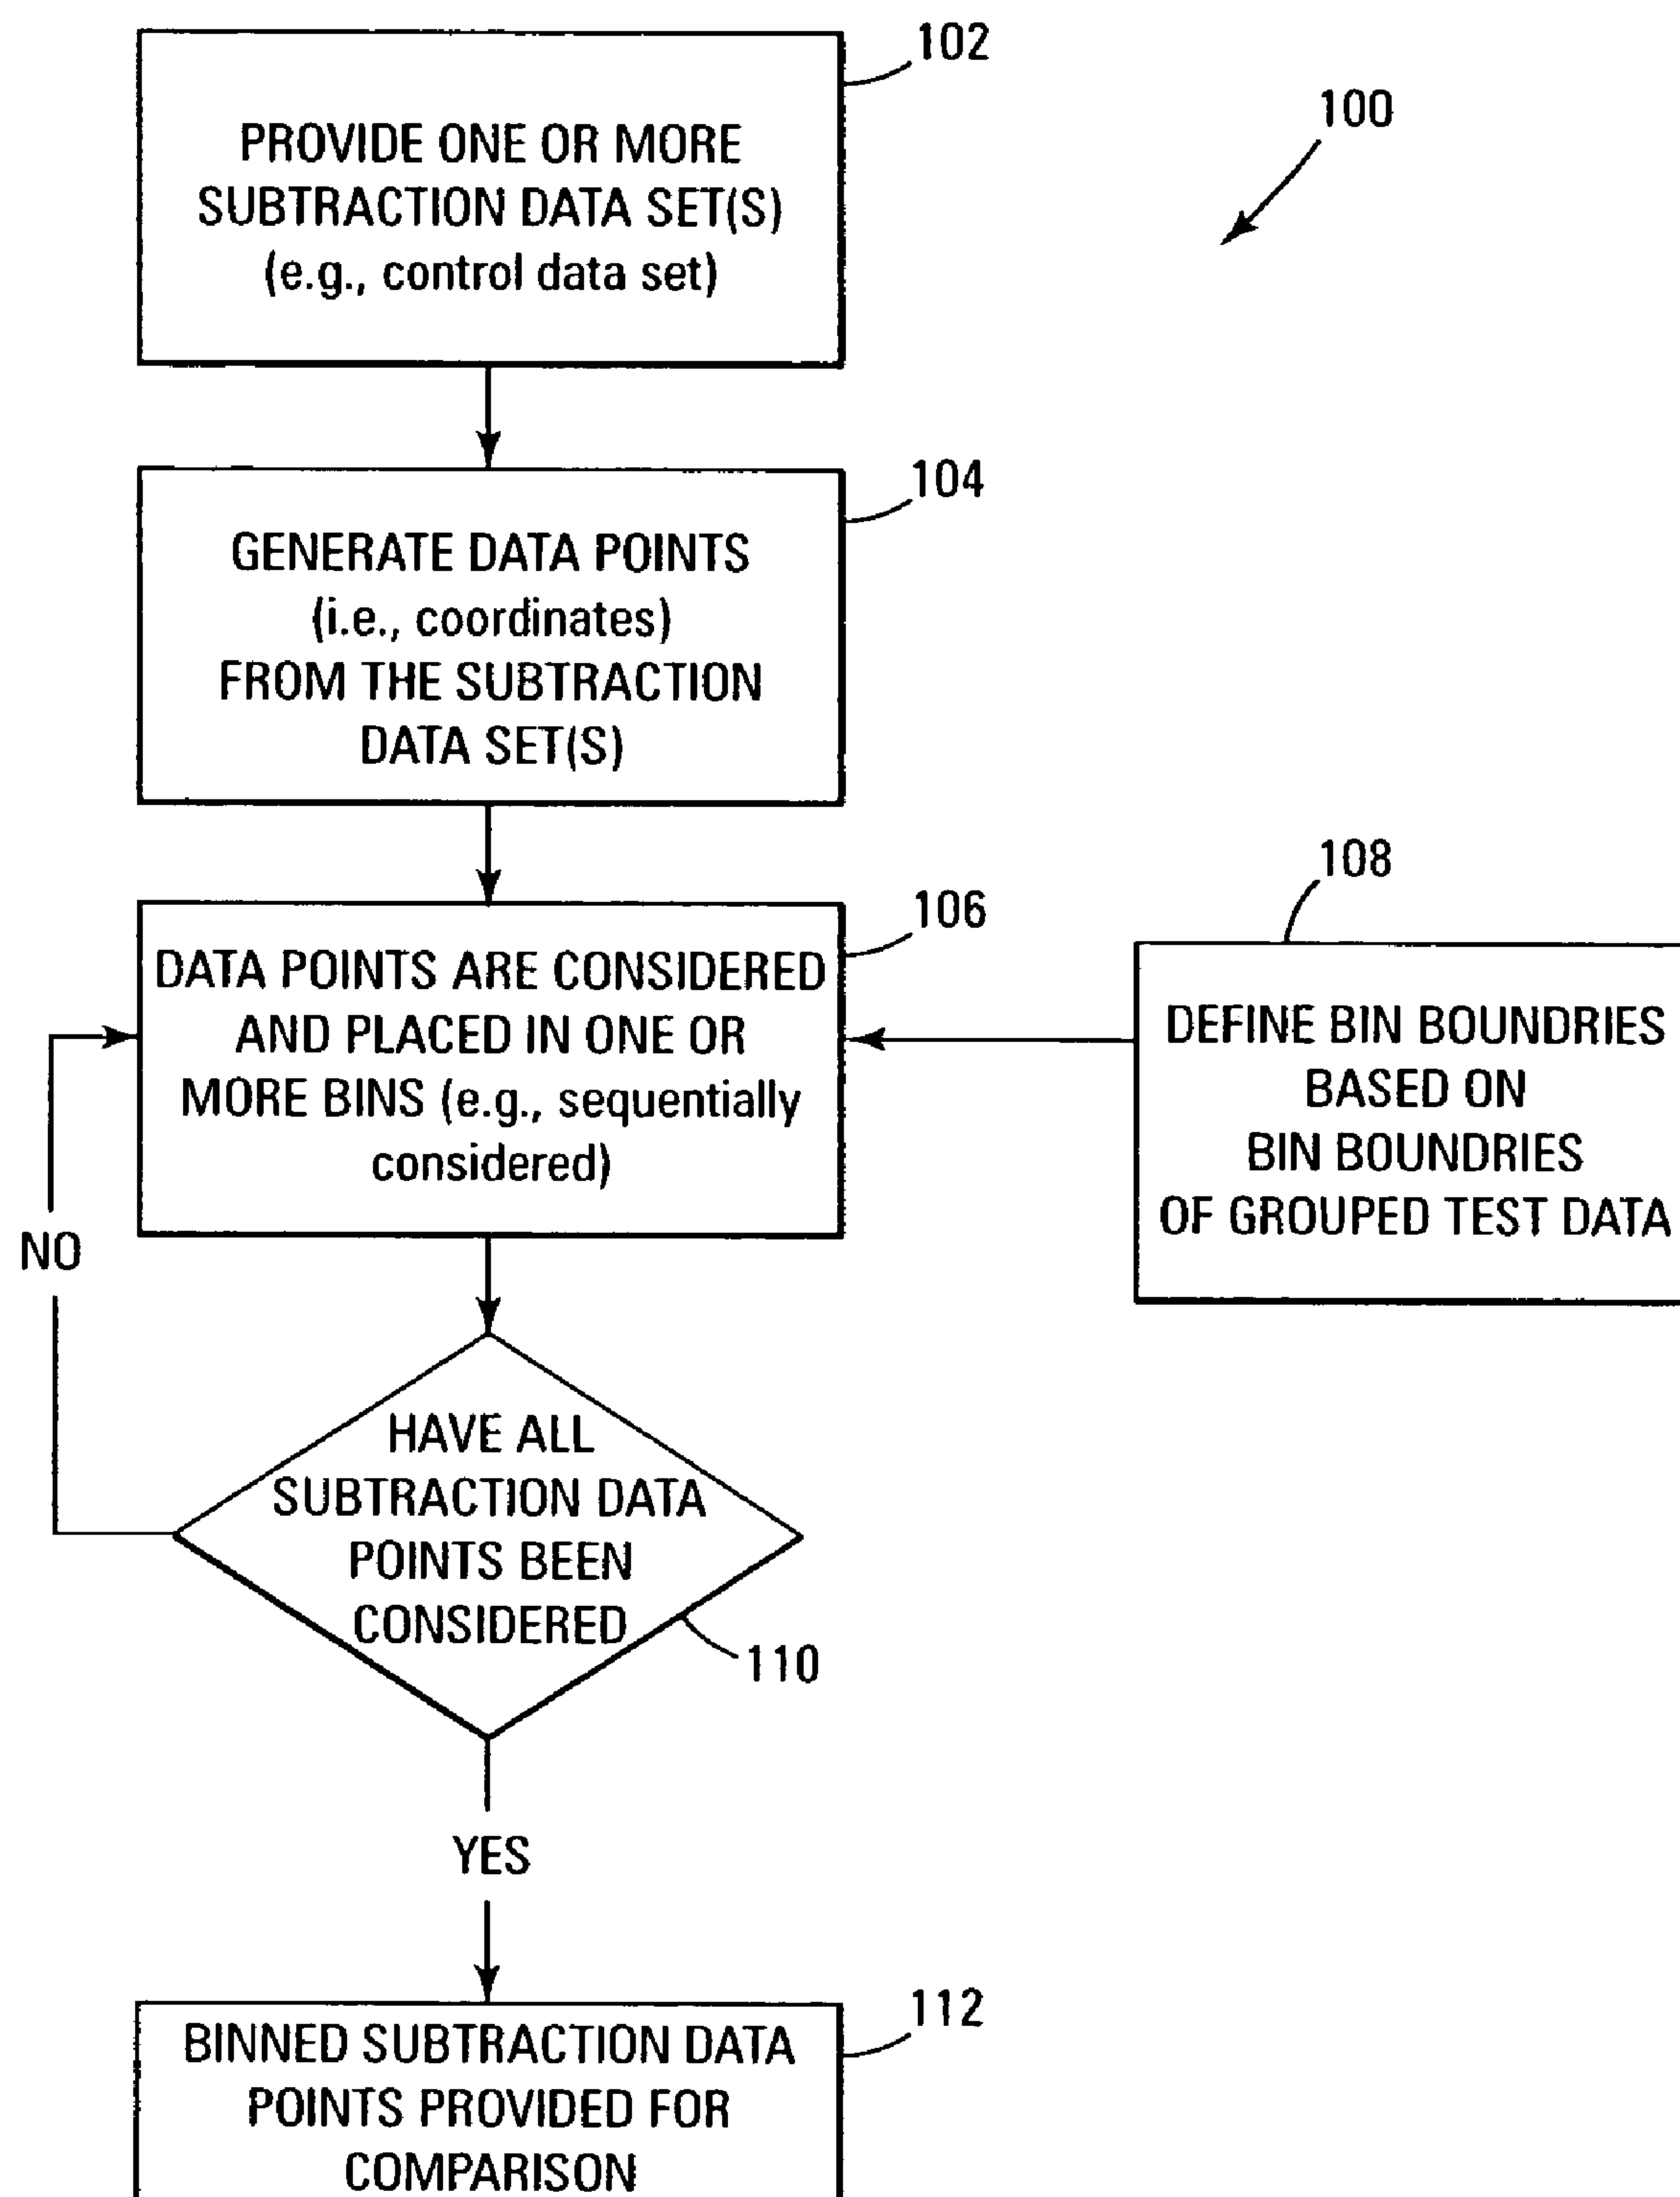 102
PROVIDE ONE OR MORE
SUBTRACTION DATA SET(S)
(e.g., control data set)
100
104
GENERATE DATA POINTS
(i.e., coordinates)
FROM THE SUBTRACTION
DATA SET(S)
106
DATA POINTS ARE CONSIDERED
AND PLACED IN ONE OR
MORE BINS (e.g., sequentially
considered)
108
DEFINE BIN BOUNDRIES
BASED ON
BIN BOUNDRIES
OF GROUPED TEST DATA
NO
HAVE ALL
SUBTRACTION DATA
POINTS BEEN
CONSIDERED
110
YES
112
BINNED SUBTRACTION DATA
POINTS PROVIDED FOR
COMPARISON